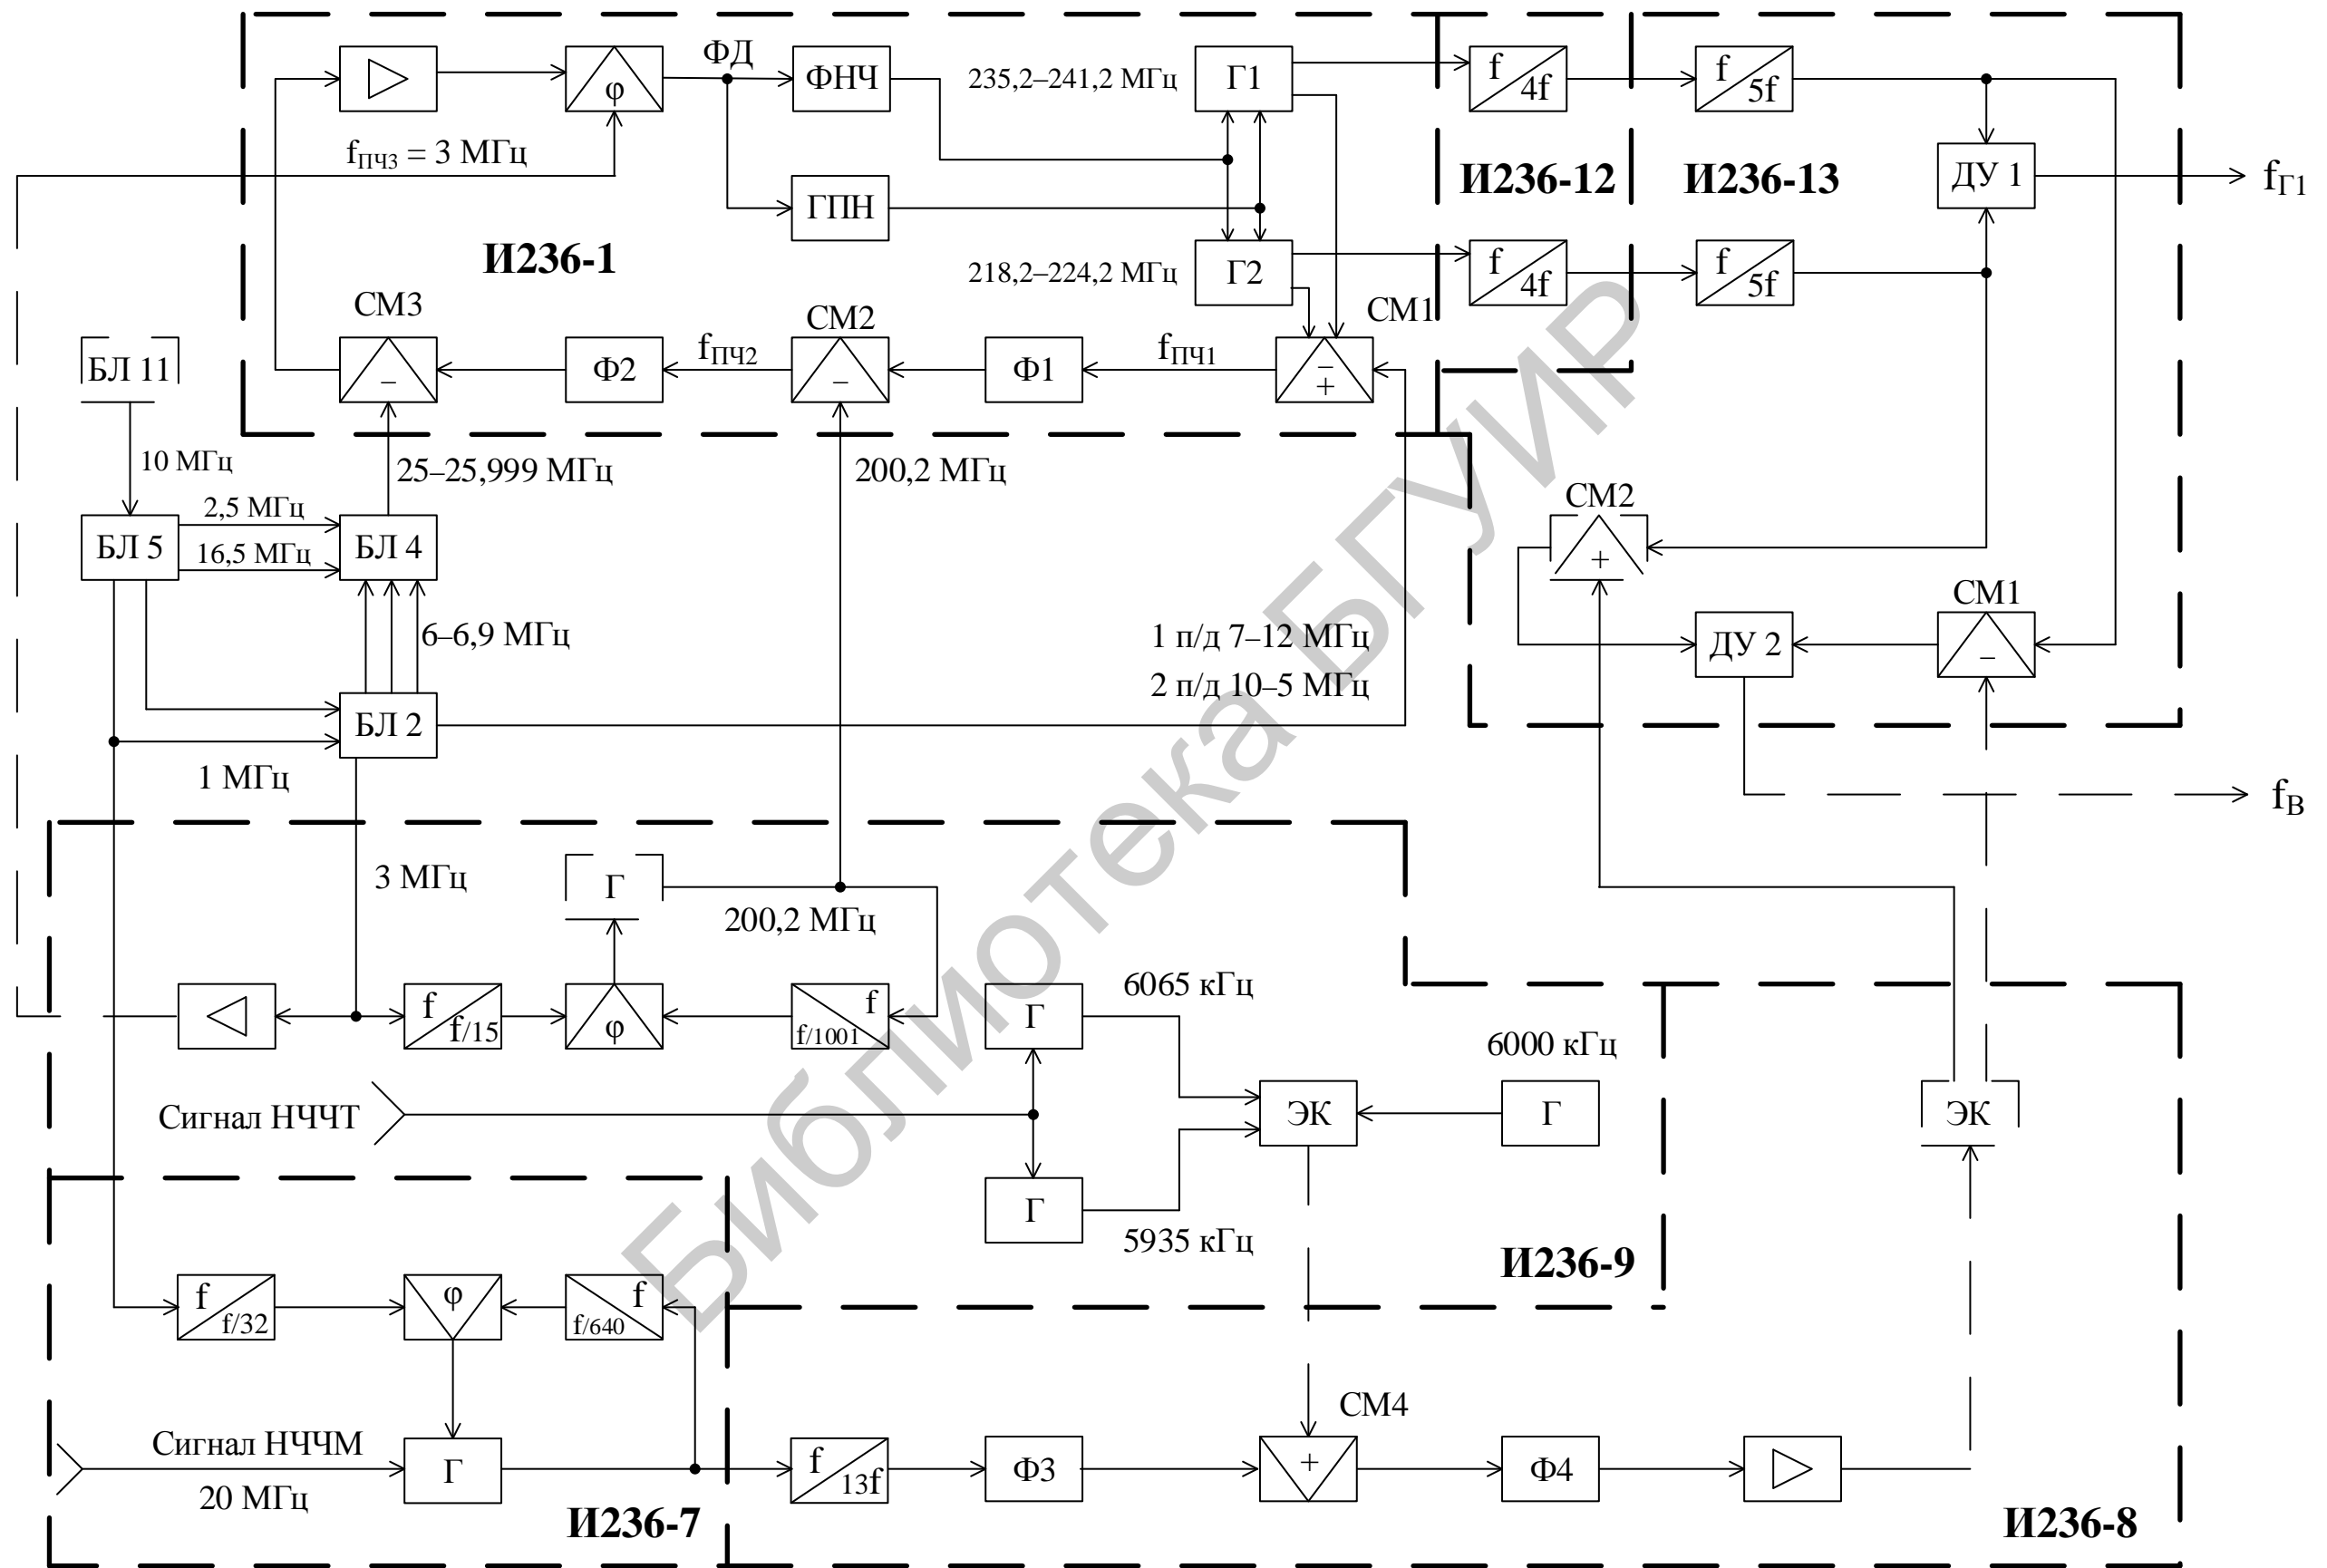 ФД
ФНЧ
235,2–241,2 МГц
Г1
f
4f
f
5f
φ
fПЧ3 = 3 МГц
И236-12
И236-13
ДУ 1
fГ1
ГПН
И236-1
218,2–224,2 МГц
Г2
f
4f
f
5f
СМ3
СМ2
СМ1
БЛ 11
–
Ф2
fПЧ2
–
Ф1
fПЧ1
–
+
10 МГц
25–25,999 МГц
200,2 МГц
СМ2
2,5 МГц
БЛ 5
16,5 МГц
БЛ 4
+
СМ1
6–6,9 МГц
1 п/д 7–12 МГц
ДУ 2
–
2 п/д 10–5 МГц
БЛ 2
1 МГц
fВ
3 МГц
Г
200,2 МГц
6065 кГц
f
f/15
φ
f
f/1001
Г
6000 кГц
Сигнал НЧЧТ
ЭК
Г
ЭК
Г
5935 кГц
И236-9
f
f/32
φ
f
f/640
СМ4
Сигнал НЧЧМ
20 МГц
Г
f
13f
Ф3
+
Ф4
И236-7
И236-8
Библиотека БГУИР